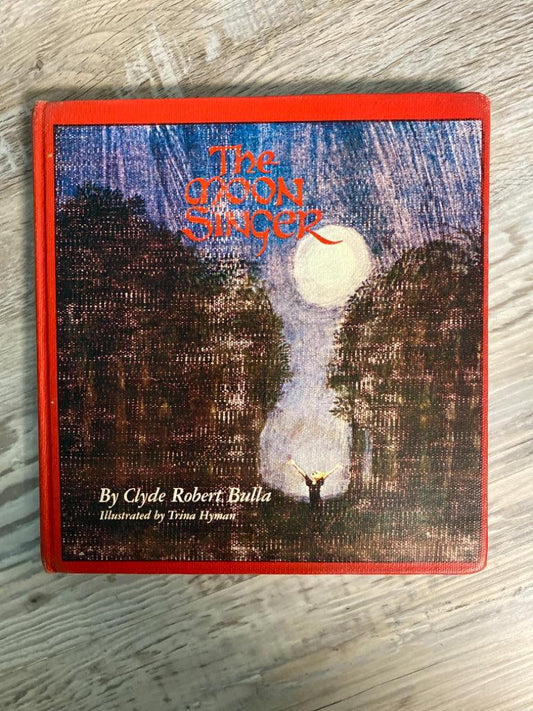 The
MOON
SINGER
By Clyde Robert Bulla
Illustrated by Trina Hyman